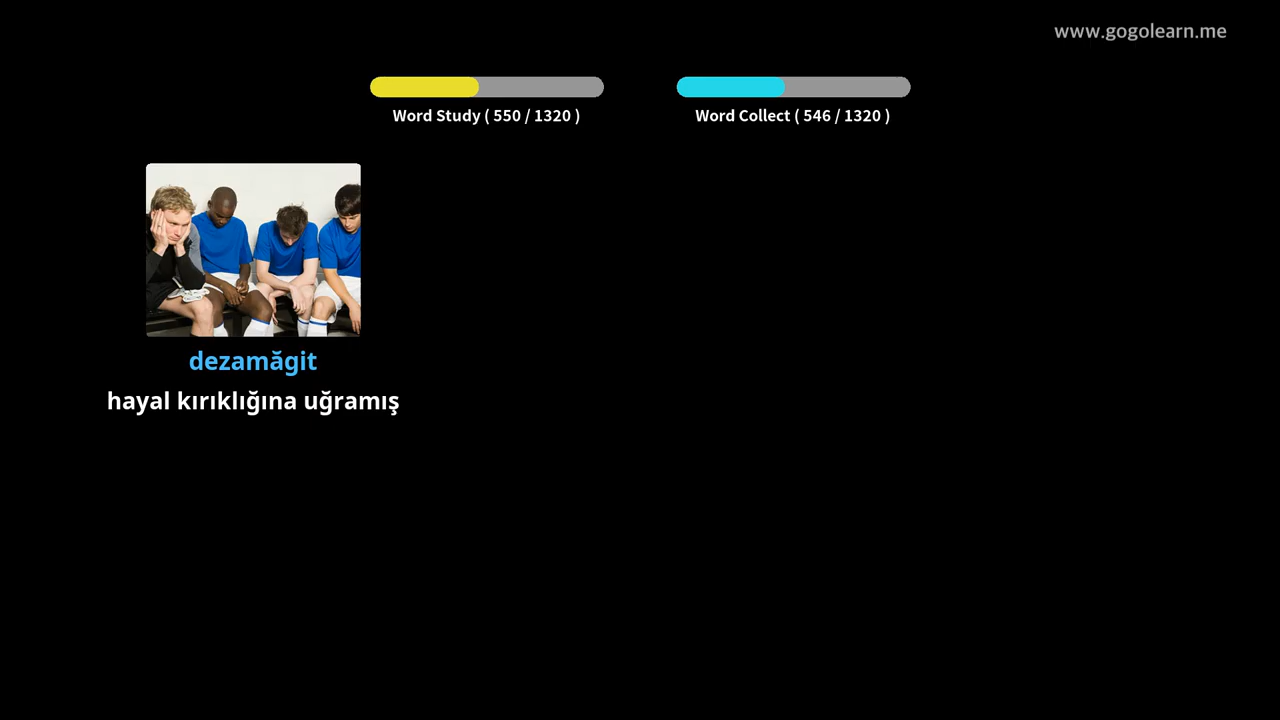 www.gogolearn.me
Word Study ( 550 / 1320 )
Word Collect ( 546 / 1320 )
dezamăgit
hayal kırıklığına uğramış